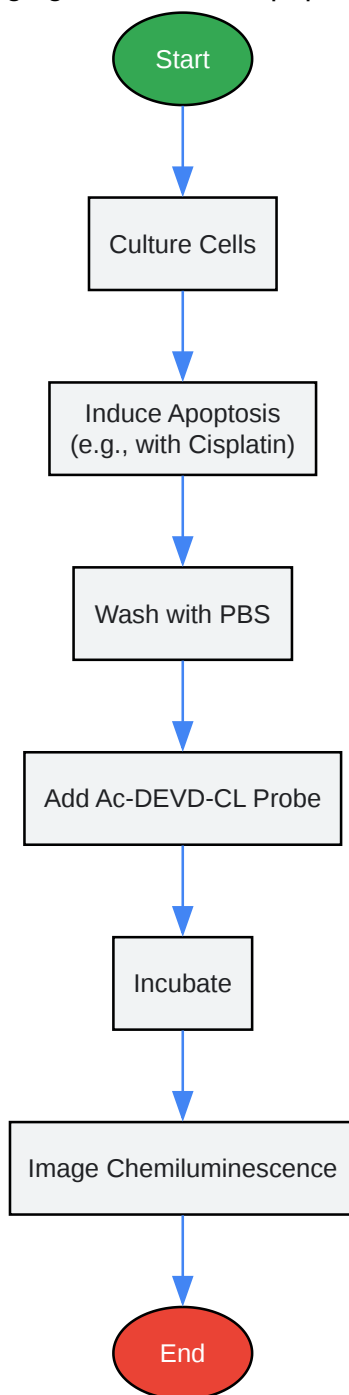 Start
Culture Cells
Induce Apoptosis
(e.g., with Cisplatin)
Wash with PBS
Add Ac-DEVD-CL Probe
Incubate
Image Chemiluminescence
End